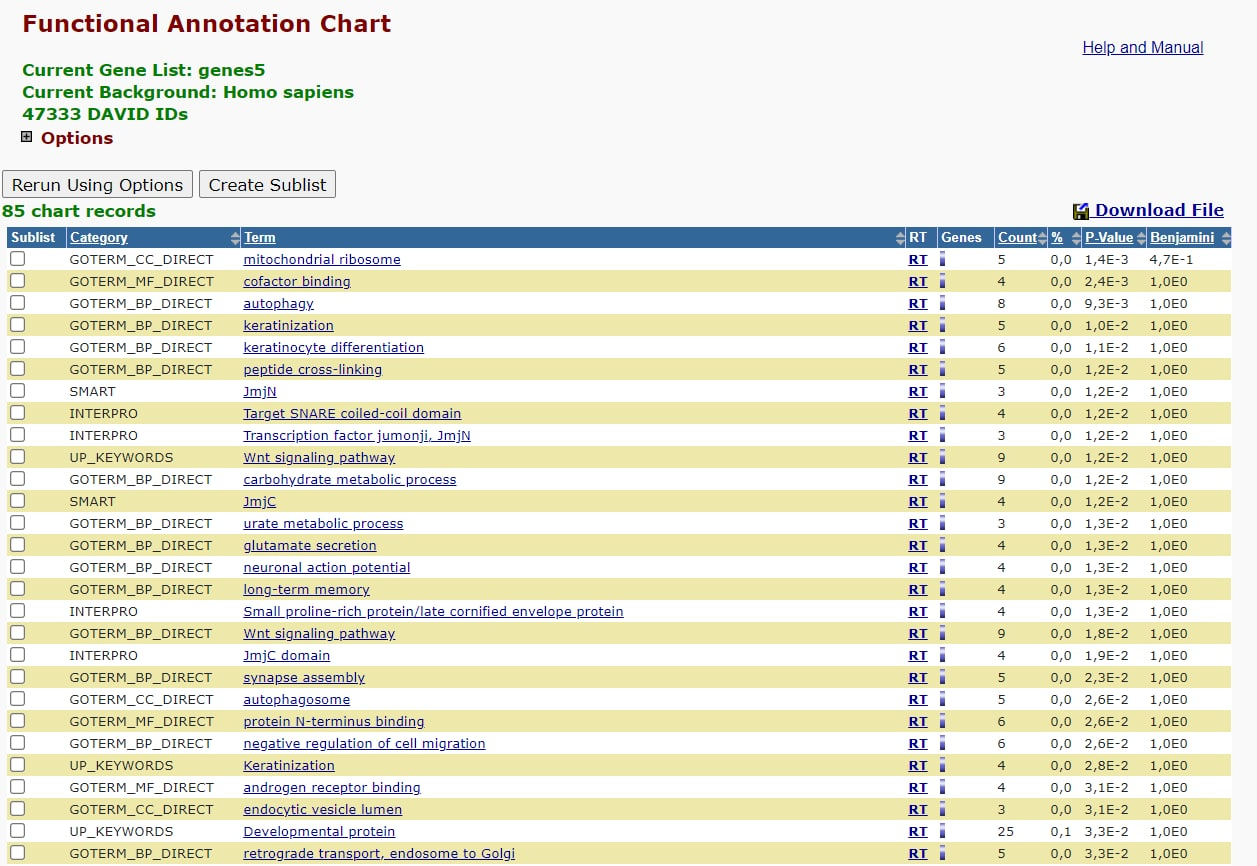 Functional Annotation Chart
Help and Manual
Current Gene List: genes5
Current Background: Homo sapiens
47333 DAVID IDs
Options
Rerun Using Options Create Sublist
85 chart records
Download File
Sublist Category Term RT Genes Count % P-Value Benjamini
GOTERM_CC_DIRECT mitochondrial ribosome RT 5 0,0 1,4E-3 4,7E-1
GOTERM_MF_DIRECT cofactor binding RT 4 0,0 2,4E-3 1,0E0
GOTERM_BP_DIRECT autophagy RT 8 0,0 9,3E-3 1,0E0
GOTERM_BP_DIRECT keratinization RT 5 0,0 1,0E-2 1,0E0
GOTERM_BP_DIRECT keratinocyte differentiation RT 6 0,0 1,1E-2 1,0E0
GOTERM_BP_DIRECT peptide cross-linking RT 5 0,0 1,2E-2 1,0E0
SMART JmjN RT 3 0,0 1,2E-2 1,0E0
INTERPRO Target SNARE coiled-coil domain RT 4 0,0 1,2E-2 1,0E0
INTERPRO Transcription factor jumonji, JmjN RT 3 0,0 1,2E-2 1,0E0
UP_KEYWORDS Wnt signaling pathway RT 9 0,0 1,2E-2 1,0E0
GOTERM_BP_DIRECT carbohydrate metabolic process RT 9 0,0 1,2E-2 1,0E0
SMART JmjC RT 4 0,0 1,2E-2 1,0E0
GOTERM_BP_DIRECT urate metabolic process RT 3 0,0 1,3E-2 1,0E0
GOTERM_BP_DIRECT glutamate secretion RT 4 0,0 1,3E-2 1,0E0
GOTERM_BP_DIRECT neuronal action potential RT 4 0,0 1,3E-2 1,0E0
GOTERM_BP_DIRECT long-term memory RT 4 0,0 1,3E-2 1,0E0
INTERPRO Small proline-rich protein/late cornified envelope protein RT 4 0,0 1,3E-2 1,0E0
GOTERM_BP_DIRECT Wnt signaling pathway RT 9 0,0 1,8E-2 1,0E0
INTERPRO JmjC domain RT 4 0,0 1,9E-2 1,0E0
GOTERM_BP_DIRECT synapse assembly RT 5 0,0 2,3E-2 1,0E0
GOTERM_CC_DIRECT autophagosome RT 5 0,0 2,6E-2 1,0E0
GOTERM_MF_DIRECT protein N-terminus binding RT 6 0,0 2,6E-2 1,0E0
GOTERM_BP_DIRECT negative regulation of cell migration RT 6 0,0 2,6E-2 1,0E0
UP_KEYWORDS Keratinization RT 4 0,0 2,8E-2 1,0E0
GOTERM_MF_DIRECT androgen receptor binding RT 4 0,0 3,1E-2 1,0E0
GOTERM_CC_DIRECT endocytic vesicle lumen RT 3 0,0 3,1E-2 1,0E0
UP_KEYWORDS Developmental protein RT 25 0,1 3,3E-2 1,0E0
GOTERM_BP_DIRECT retrograde transport, endosome to Golgi RT 5 0,0 3,3E-2 1,0E0